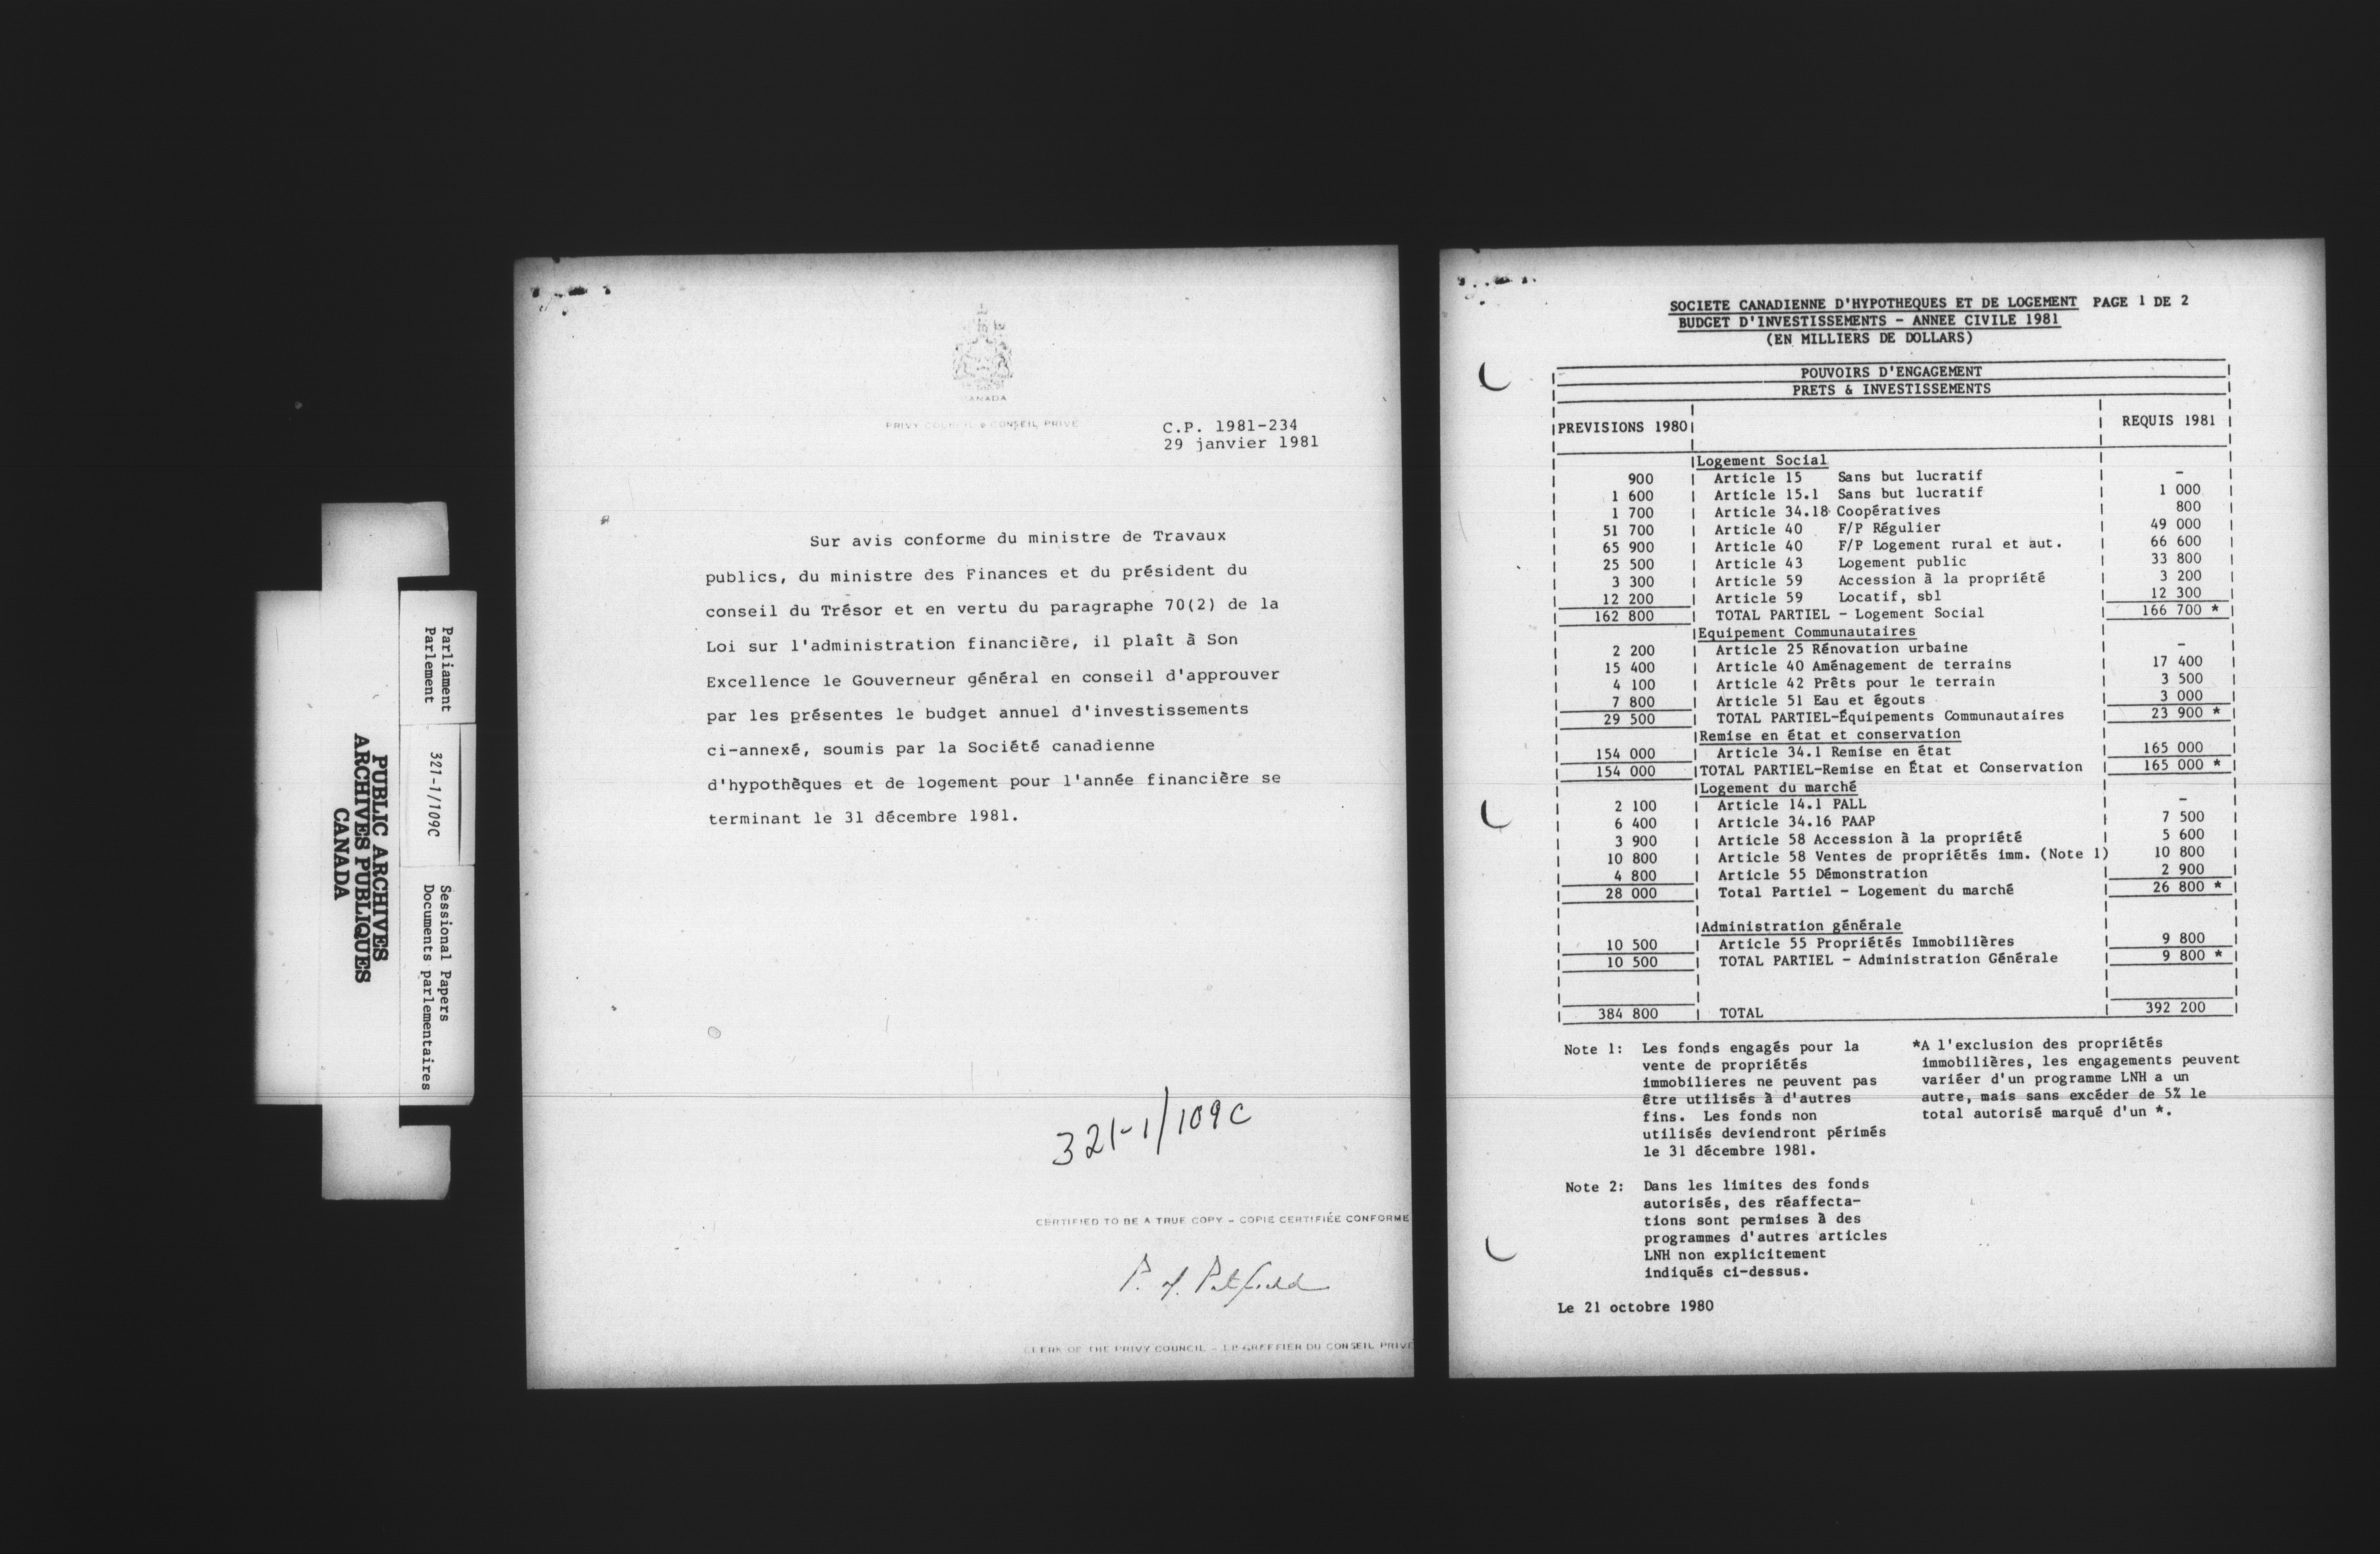 Parliament
Parlement
321-1/109C
Sessional Papers
Documents parlementaires
PUBLIC ARCHIVES
ARCHIVES PUBLIQUES
CANADA
CANADA
PRIVY COUNCIL • CONSEIL PRIVÉ
C.P. 1981-234
29 janvier 1981
Sur avis conforme du ministre de Travaux
publics, du ministre des Finances et du président du
conseil du Trésor et en vertu du paragraphe 70(2) de la
Loi sur l'administration financière, il plaît à Son
Excellence le Gouverneur général en conseil d'approuver
par les présentes le budget annuel d'investissements
ci-annexé, soumis par la Société canadienne
d'hypothèques et de logement pour l'année financière se
terminant le 31 décembre 1981.
321-1/109C
CERTIFIED TO BE A TRUE COPY – COPIE CERTIFIÉE CONFORME
P. M. Pitfield
CLERK OF THE PRIVY COUNCIL – LE GREFFIER DU CONSEIL PRIVÉ
SOCIETE CANADIENNE D'HYPOTHEQUES ET DE LOGEMENT PAGE 1 DE 2
BUDGET D'INVESTISSEMENTS - ANNEE CIVILE 1981
(EN MILLIERS DE DOLLARS)
POUVOIRS D'ENGAGEMENT
PRETS & INVESTISSEMENTS
PREVISIONS 1980 REQUIS 1981
Logement Social
900 Article 15 Sans but lucratif -
1 600 Article 15.1 Sans but lucratif 1 000
1 700 Article 34.18 Coopératives 800
51 700 Article 40 F/P Régulier 49 000
65 900 Article 40 F/P Logement rural et aut. 66 600
25 500 Article 43 Logement public 33 800
3 300 Article 59 Accession à la propriété 3 200
12 200 Article 59 Locatif, sbl 12 300
162 800 TOTAL PARTIEL - Logement Social 166 700 *
Equipement Communautaires
2 200 Article 25 Rénovation urbaine -
15 400 Article 40 Aménagement de terrains 17 400
4 100 Article 42 Prêts pour le terrain 3 500
7 800 Article 51 Eau et égouts 3 000
29 500 TOTAL PARTIEL-Équipements Communautaires 23 900 *
Remise en état et conservation
154 000 Article 34.1 Remise en état 165 000
154 000 TOTAL PARTIEL-Remise en État et Conservation 165 000 *
Logement du marché
2 100 Article 14.1 PALL -
6 400 Article 34.16 PAAP 7 500
3 900 Article 58 Accession à la propriété 5 600
10 800 Article 58 Ventes de propriétés imm. (Note 1) 10 800
4 800 Article 55 Démonstration 2 900
28 000 Total Partiel - Logement du marché 26 800 *
Administration générale
10 500 Article 55 Propriétés Immobilières 9 800
10 500 TOTAL PARTIEL - Administration Générale 9 800 *
384 800 TOTAL 392 200
Note 1: Les fonds engagés pour la
vente de propriétés
immobilieres ne peuvent pas
être utilisés à d'autres
fins. Les fonds non
utilisés deviendront périmés
le 31 décembre 1981.
*A l'exclusion des propriétés
immobilières, les engagements peuvent
variéer d'un programme LNH a un
autre, mais sans excéder de 5% le
total autorisé marqué d'un *.
Note 2: Dans les limites des fonds
autorisés, des réaffecta-
tions sont permises à des
programmes d'autres articles
LNH non explicitement
indiqués ci-dessus.
Le 21 octobre 1980